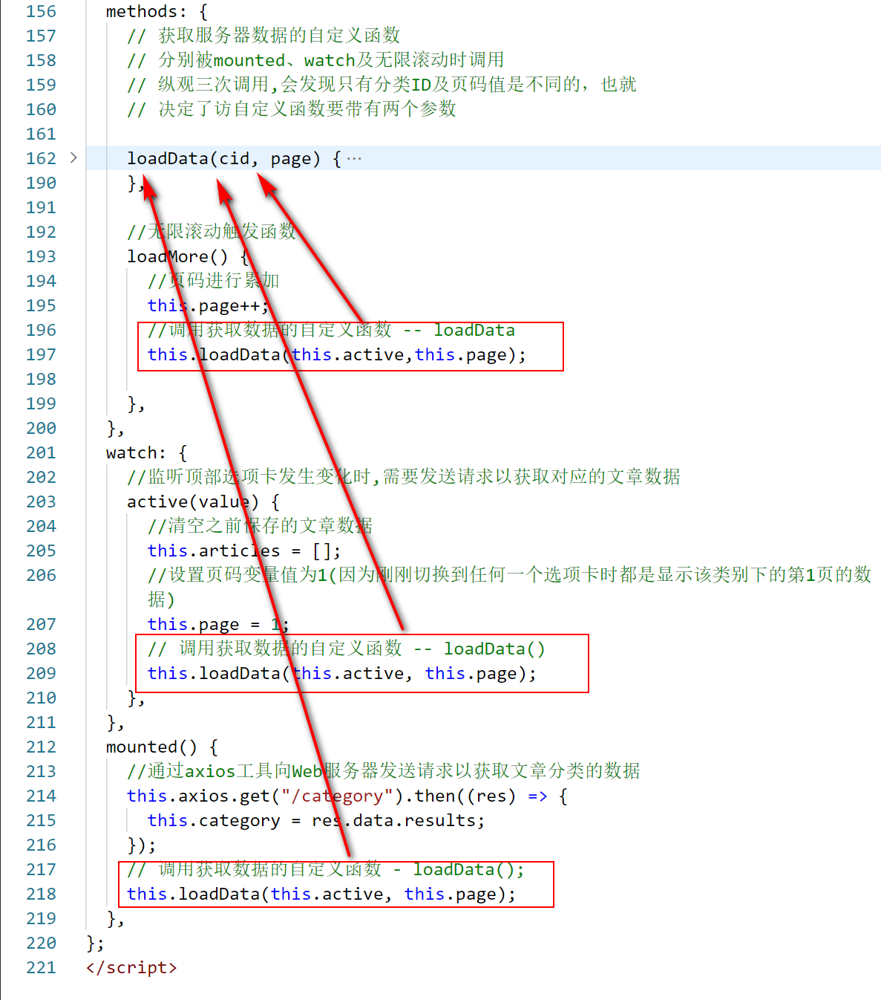 156 methods: {
157 // 获取服务器数据的自定义函数
158 // 分别被mounted、watch及无限滚动时调用
159 // 纵观三次调用,会发现只有分类ID及页码值是不同的，也就
160 // 决定了访自定义函数要带有两个参数
161
162 > loadData(cid, page) {…
190 },
191
192 //无限滚动触发函数
193 loadMore() {
194 //页码进行累加
195 this.page++;
196 //调用获取数据的自定义函数 -- loadData
197 this.loadData(this.active,this.page);
198
199 },
200 },
201 watch: {
202 //监听顶部选项卡发生变化时,需要发送请求以获取对应的文章数据
203 active(value) {
204 //清空之前保存的文章数据
205 this.articles = [];
206 //设置页码变量值为1(因为刚刚切换到任何一个选项卡时都是显示该类别下的第1页的数
据)
207 this.page = 1;
208 // 调用获取数据的自定义函数 -- loadData()
209 this.loadData(this.active, this.page);
210 },
211 },
212 mounted() {
213 //通过axios工具向Web服务器发送请求以获取文章分类的数据
214 this.axios.get("/category").then((res) => {
215 this.category = res.data.results;
216 });
217 // 调用获取数据的自定义函数 - loadData();
218 this.loadData(this.active, this.page);
219 },
220 };
221 </script>